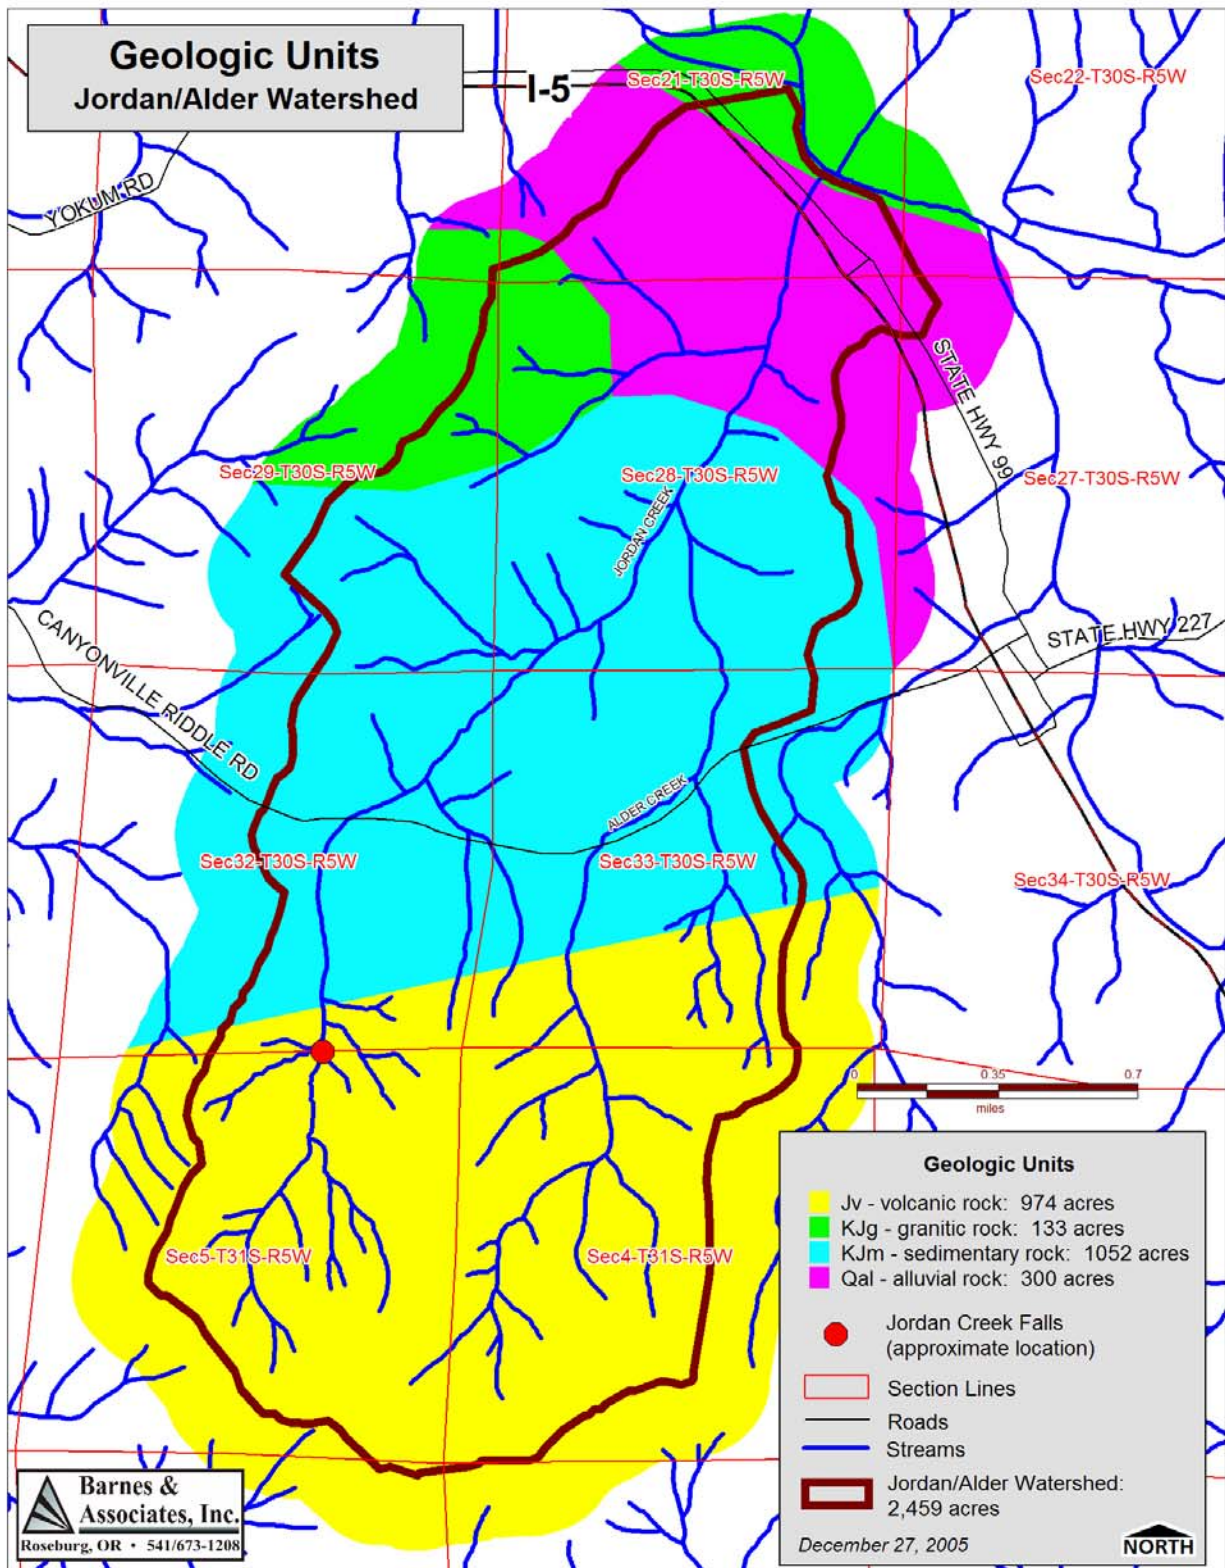 Geologic Units
Jordan/Alder Watershed
I-5
Sec21-T30S-R5W
Sec22-T30S-R5W
YOKUM RD
STATE HWY 99
Sec29-T30S-R5W
Sec28-T30S-R5W
Sec27-T30S-R5W
JORDAN CREEK
CANYONVILLE RIDDLE RD
STATE HWY 227
ALDER CREEK
Sec32-T30S-R5W
Sec33-T30S-R5W
Sec34-T30S-R5W
0 0.35 0.7
miles
Sec5-T31S-R5W
Sec4-T31S-R5W
Geologic Units
Jv - volcanic rock: 974 acres
KJg - granitic rock: 133 acres
KJm - sedimentary rock: 1052 acres
Qal - alluvial rock: 300 acres
Jordan Creek Falls
(approximate location)
Section Lines
Roads
Streams
Jordan/Alder Watershed:
2,459 acres
December 27, 2005
NORTH
Barnes &
Associates, Inc.
Roseburg, OR • 541/673-1208